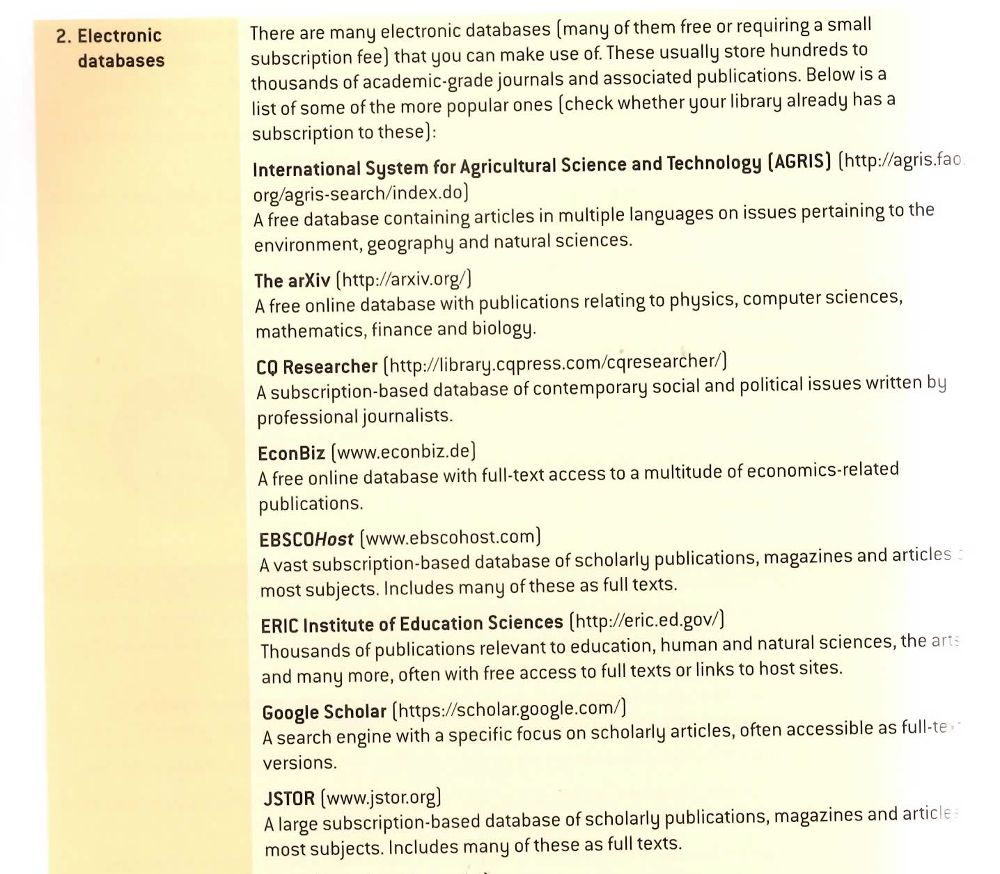 2. Electronic
databases
There are many electronic databases (many of them free or requiring a small
subscription fee) that you can make use of. These usually store hundreds to
thousands of academic-grade journals and associated publications. Below is a
list of some of the more popular ones (check whether your library already has a
subscription to these):
International System for Agricultural Science and Technology (AGRIS) (http://agris.fao.
org/agris-search/index.do)
A free database containing articles in multiple languages on issues pertaining to the
environment, geography and natural sciences.
The arXiv (http://arxiv.org/)
A free online database with publications relating to physics, computer sciences,
mathematics, finance and biology.
CQ Researcher (http://library.cqpress.com/cqresearcher/)
A subscription-based database of contemporary social and political issues written by
professional journalists.
EconBiz (www.econbiz.de)
A free online database with full-text access to a multitude of economics-related
publications.
EBSCOHost (www.ebscohost.com)
A vast subscription-based database of scholarly publications, magazines and articles
most subjects. Includes many of these as full texts.
ERIC Institute of Education Sciences (http://eric.ed.gov/)
Thousands of publications relevant to education, human and natural sciences, the arts
and many more, often with free access to full texts or links to host sites.
Google Scholar (https://scholar.google.com/)
A search engine with a specific focus on scholarly articles, often accessible as full-text
versions.
JSTOR (www.jstor.org)
A large subscription-based database of scholarly publications, magazines and articles
most subjects. Includes many of these as full texts.